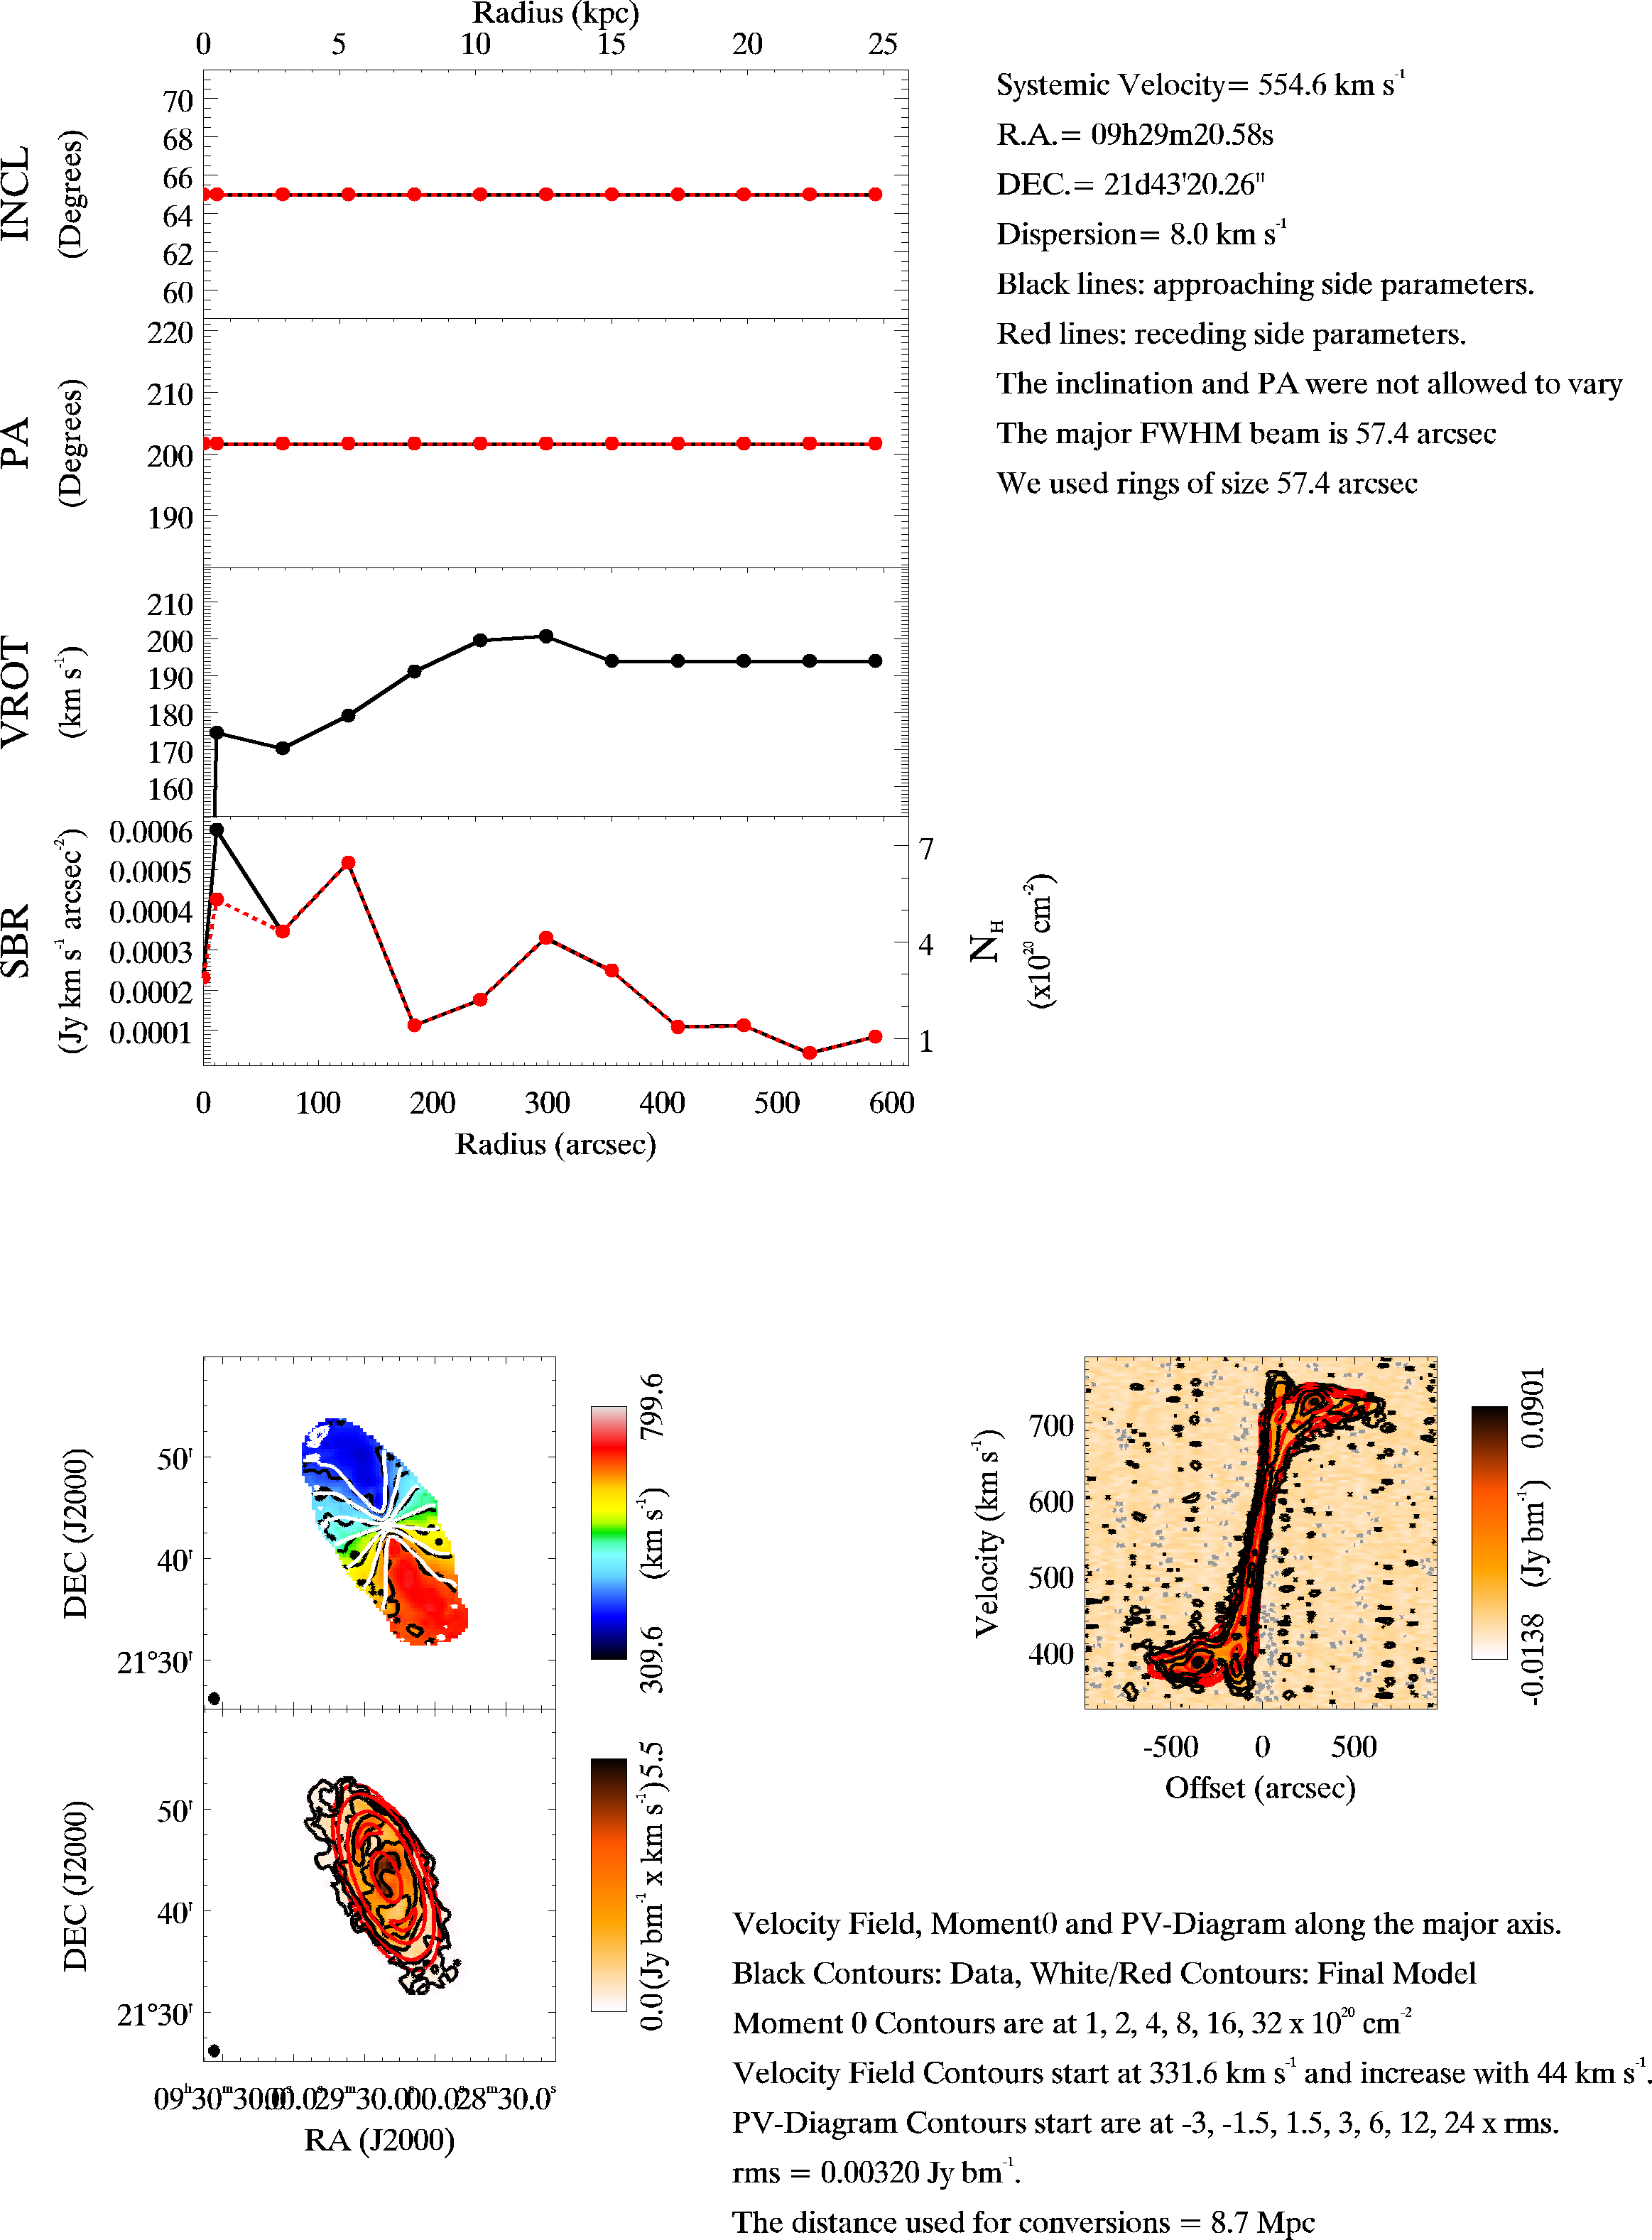 Radius (kpc)
0 5 10 15 20 25
INCL
(Degrees)
70
68
66
64
62
60
PA
(Degrees)
220
210
200
190
VROT
(km s-1)
210
200
190
180
170
160
SBR
(Jy km s-1 arcsec-2)
0.0006
0.0005
0.0004
0.0003
0.0002
0.0001
7
4
1
NH
(x1020 cm-2)
0 100 200 300 400 500 600
Radius (arcsec)
Systemic Velocity= 554.6 km s-1
R.A.= 09h29m20.58s
DEC.= 21d43'20.26"
Dispersion= 8.0 km s-1
Black lines: approaching side parameters.
Red lines: receding side parameters.
The inclination and PA were not allowed to vary
The major FWHM beam is 57.4 arcsec
We used rings of size 57.4 arcsec
DEC (J2000)
50'
40'
21°30'
309.6 (km s-1) 799.6
Velocity (km s-1)
700
600
500
400
-500 0 500
Offset (arcsec)
-0.0138 (Jy bm-1) 0.0901
DEC (J2000)
50'
40'
21°30'
0.0 (Jy bm-1 x km s-1) 5.5
RA (J2000)
Velocity Field, Moment0 and PV-Diagram along the major axis.
Black Contours: Data, White/Red Contours: Final Model
Moment 0 Contours are at 1, 2, 4, 8, 16, 32 x 1020 cm-2
Velocity Field Contours start at 331.6 km s-1 and increase with 44 km s-1.
PV-Diagram Contours start are at -3, -1.5, 1.5, 3, 6, 12, 24 x rms.
rms = 0.00320 Jy bm-1.
The distance used for conversions = 8.7 Mpc